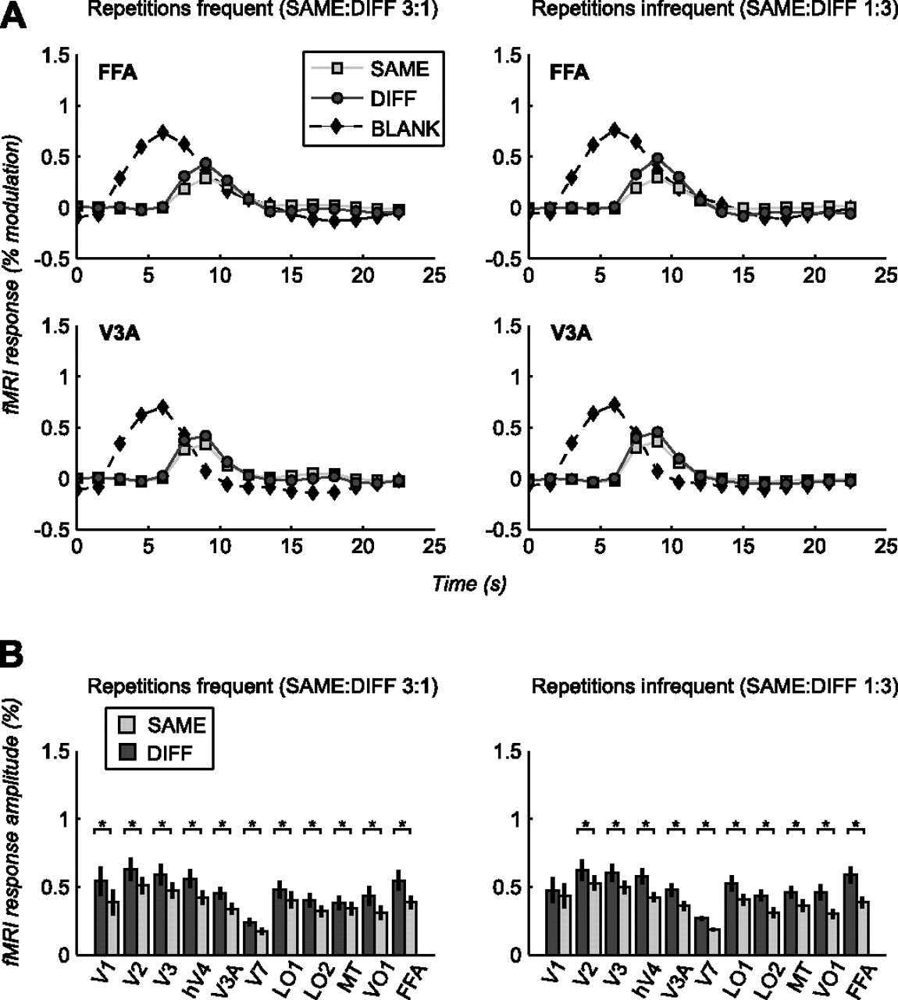 A
Repetitions frequent (SAME:DIFF 3:1)
Repetitions infrequent (SAME:DIFF 1:3)
fMRI response (% modulation)
1.5
1
0.5
0
-0.5
FFA
SAME
DIFF
BLANK
0 5 10 15 20 25
1.5
1
0.5
0
-0.5
FFA
0 5 10 15 20 25
1.5
1
0.5
0
-0.5
V3A
0 5 10 15 20 25
1.5
1
0.5
0
-0.5
V3A
0 5 10 15 20 25
Time (s)
B
Repetitions frequent (SAME:DIFF 3:1)
Repetitions infrequent (SAME:DIFF 1:3)
fMRI response amplitude (%)
SAME
DIFF
1.5
1
0.5
0
* * * * * * * * * * *
V1 V2 V3 hV4 V3A V7 LO1 LO2 MT VO1 FFA
1.5
1
0.5
0
* * * * * * * * * *
V1 V2 V3 hV4 V3A V7 LO1 LO2 MT VO1 FFA